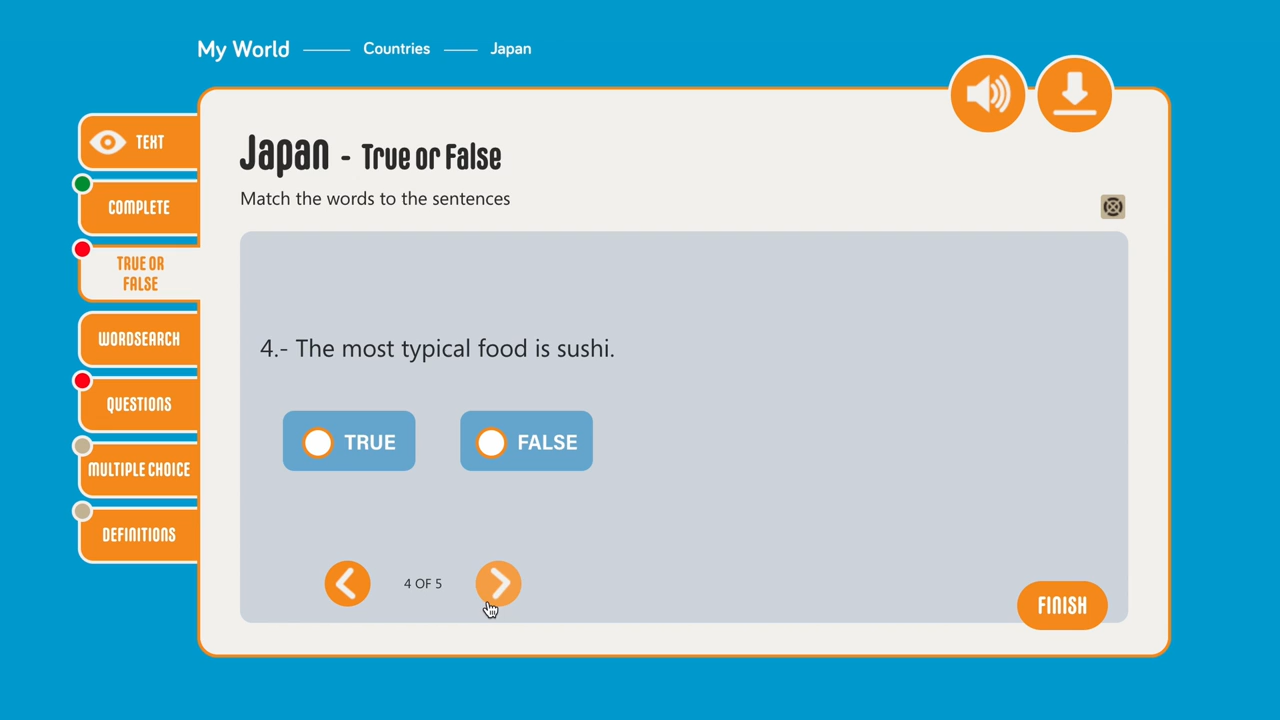 My World Countries Japan
TEXT
COMPLETE
TRUE OR
FALSE
WORDSEARCH
QUESTIONS
MULTIPLE CHOICE
DEFINITIONS
Japan - True or False
Match the words to the sentences
4.- The most typical food is sushi.
TRUE FALSE
4 OF 5
FINISH